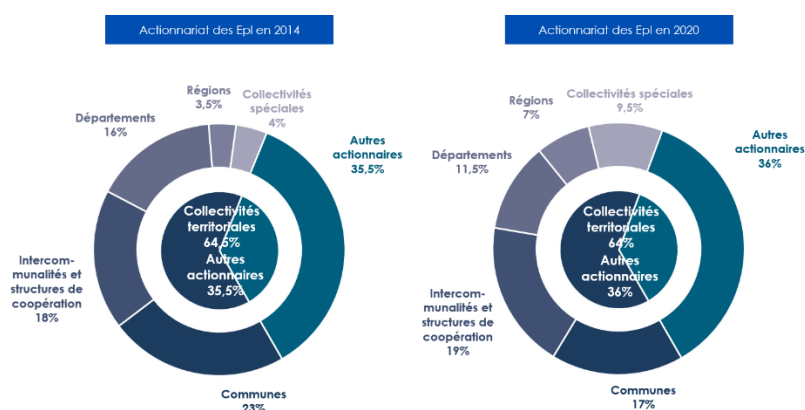 Actionnariat des Epl en 2014
Régions
3,5%
Collectivités
spéciales
4%
Départements
16%
Autres
actionnaires
35,5%
Collectivités
territoriales
64,5%
Autres
actionnaires
35,5%
Intercom-
munalités et
structures de
coopération
18%
Communes
23%
Actionnariat des Epl en 2020
Collectivités spéciales
9,5%
Régions
7%
Autres
actionnaires
36%
Départements
11,5%
Collectivités
territoriales
64%
Autres
actionnaires
36%
Intercom-
munalités et
structures de
coopération
19%
Communes
17%